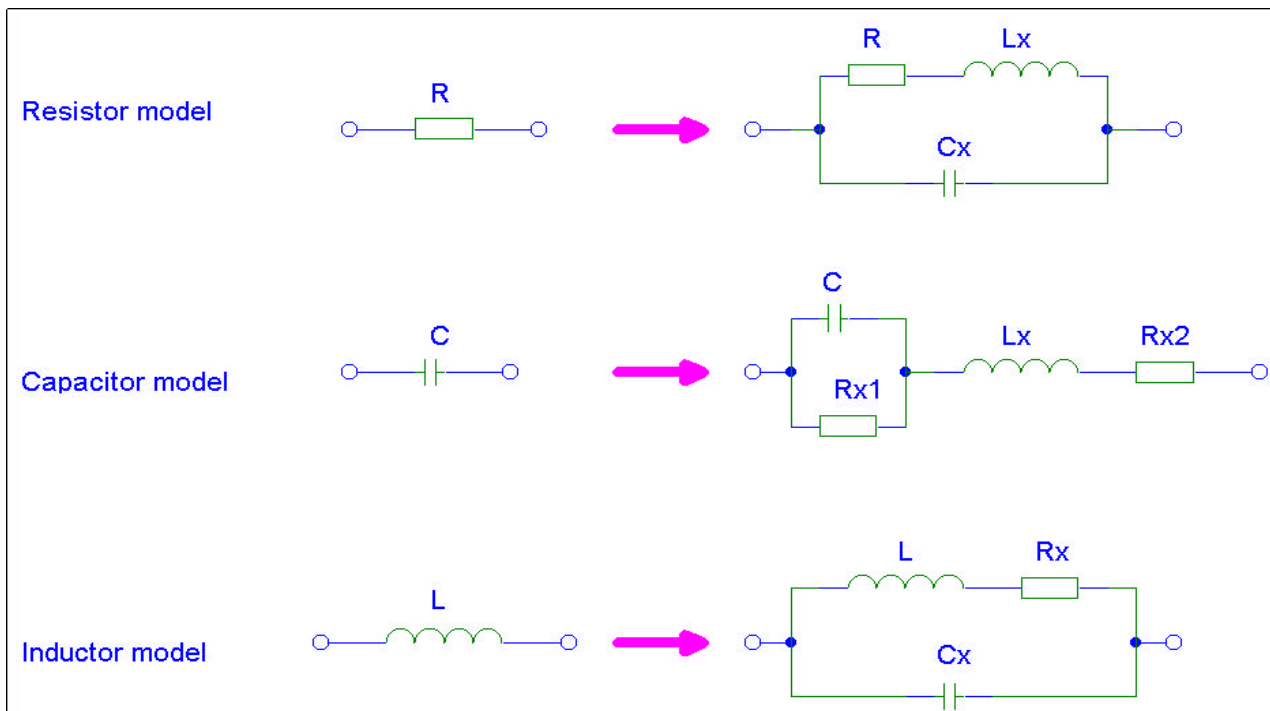 Resistor model
R
R
Lx
Cx
Capacitor model
C
C
Rx1
Lx
Rx2
Inductor model
L
L
Rx
Cx